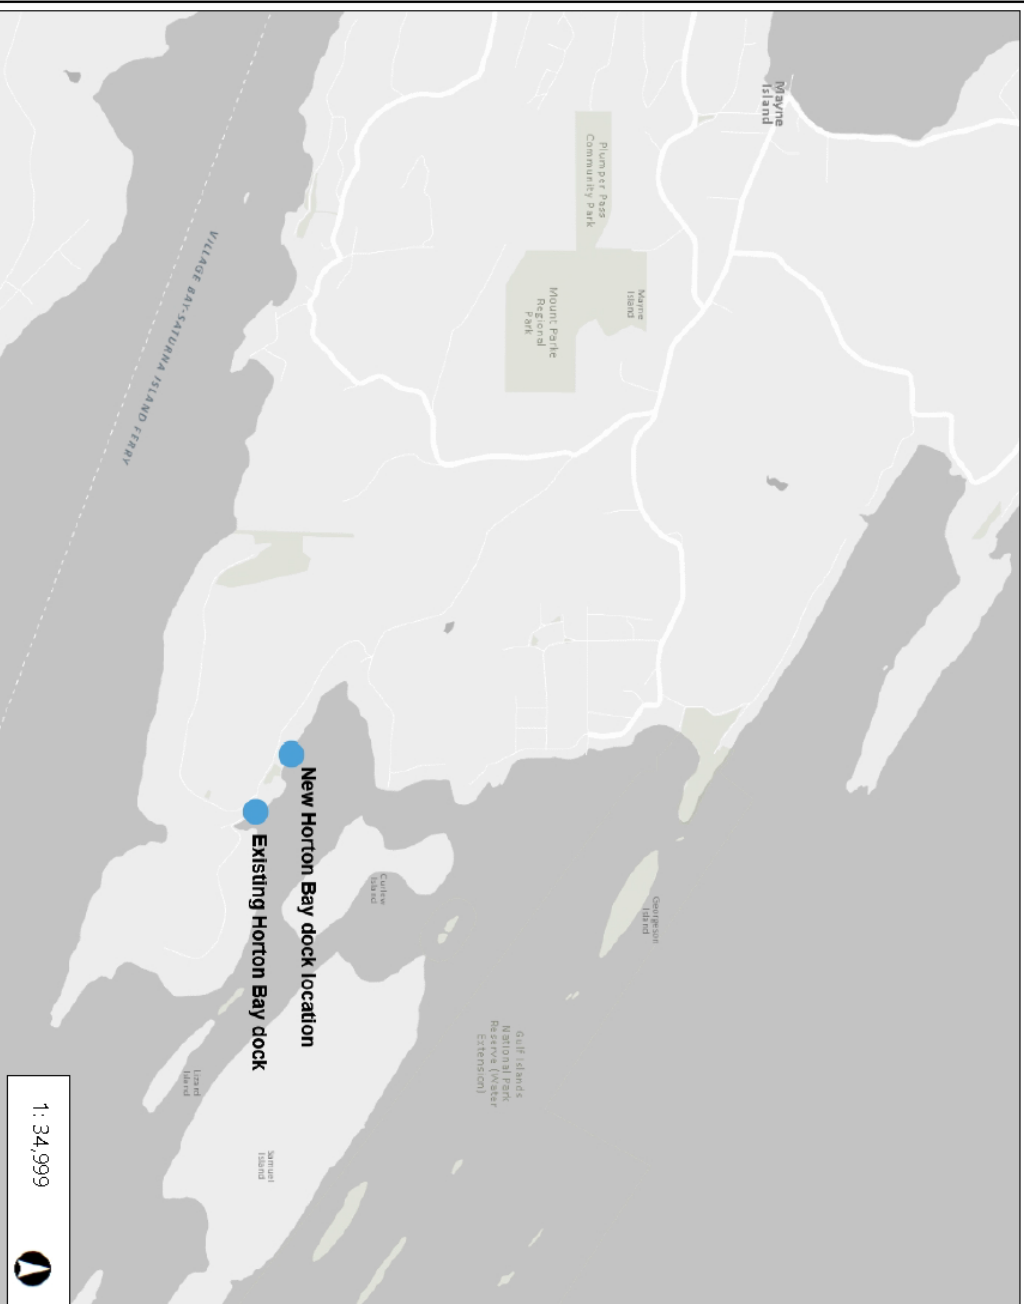 Mayne
Island
Plumper Pass
Community Park
Mayne
Island
Mount Parke
Regional
Park
VILLAGE BAY-SATURNA ISLAND FERRY
New Horton Bay dock location
Existing Horton Bay dock
Curlew
Island
Georgeson
Island
Gulf Islands
National Park
Reserve (Water
Extension)
Lizard
Island
Samuel
Island
1: 34,999